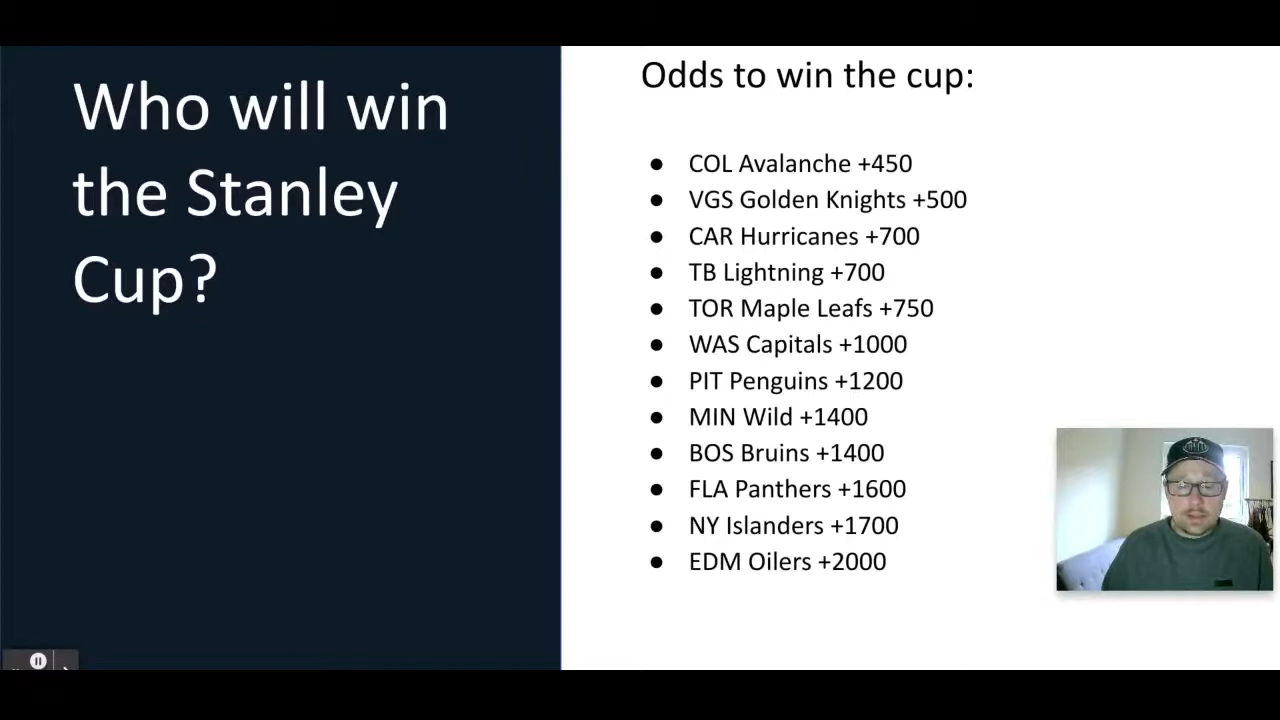 Who will win
the Stanley
Cup?
Odds to win the cup:
● COL Avalanche +450
● VGS Golden Knights +500
● CAR Hurricanes +700
● TB Lightning +700
● TOR Maple Leafs +750
● WAS Capitals +1000
● PIT Penguins +1200
● MIN Wild +1400
● BOS Bruins +1400
● FLA Panthers +1600
● NY Islanders +1700
● EDM Oilers +2000